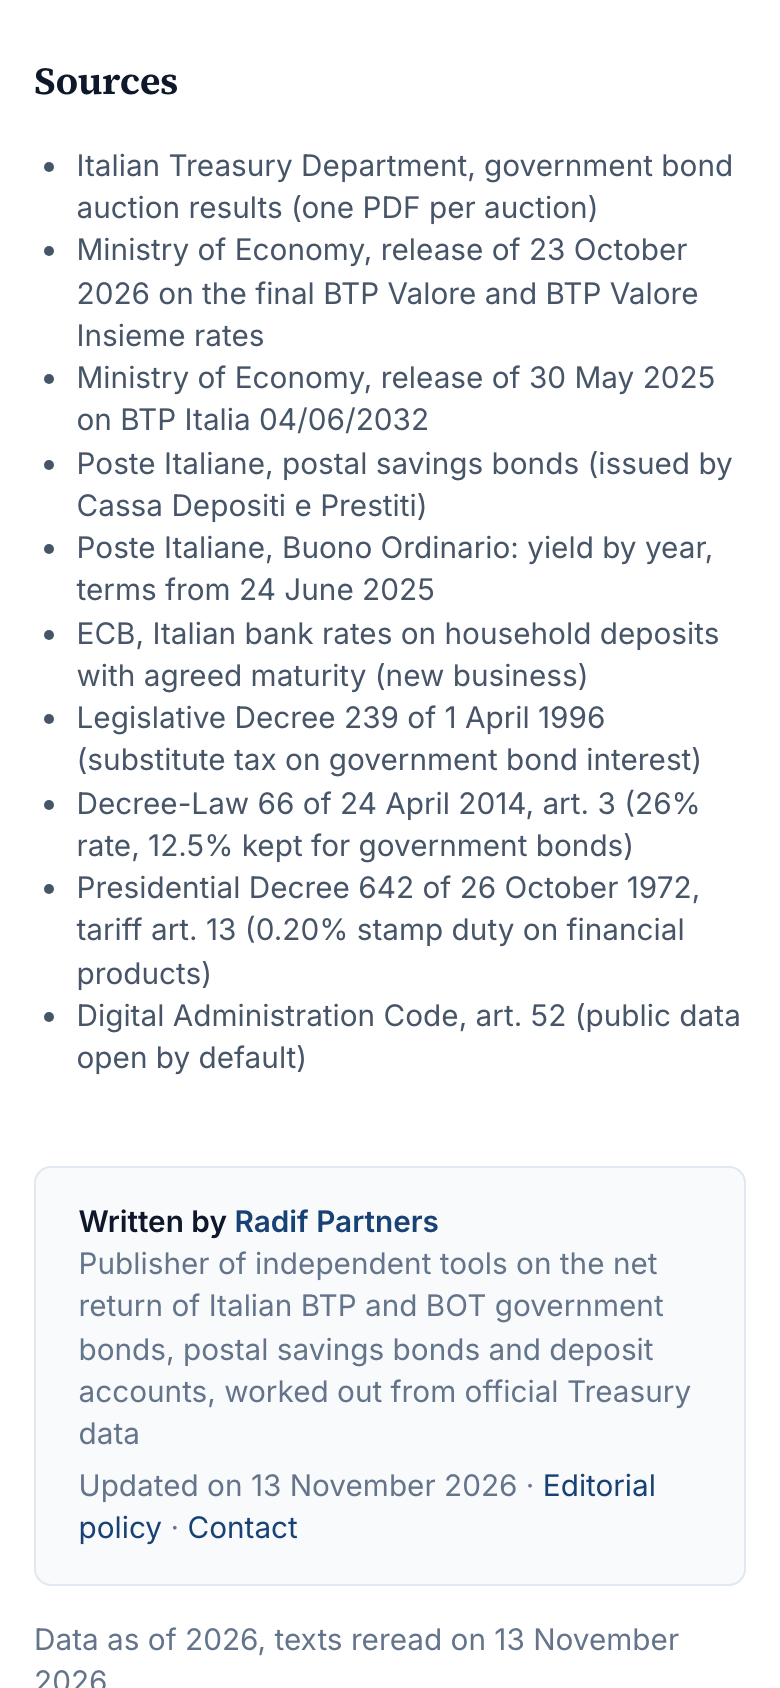 Sources
• Italian Treasury Department, government bond
auction results (one PDF per auction)
• Ministry of Economy, release of 23 October
2026 on the final BTP Valore and BTP Valore
Insieme rates
• Ministry of Economy, release of 30 May 2025
on BTP Italia 04/06/2032
• Poste Italiane, postal savings bonds (issued by
Cassa Depositi e Prestiti)
• Poste Italiane, Buono Ordinario: yield by year,
terms from 24 June 2025
• ECB, Italian bank rates on household deposits
with agreed maturity (new business)
• Legislative Decree 239 of 1 April 1996
(substitute tax on government bond interest)
• Decree-Law 66 of 24 April 2014, art. 3 (26%
rate, 12.5% kept for government bonds)
• Presidential Decree 642 of 26 October 1972,
tariff art. 13 (0.20% stamp duty on financial
products)
• Digital Administration Code, art. 52 (public data
open by default)
Written by Radif Partners
Publisher of independent tools on the net
return of Italian BTP and BOT government
bonds, postal savings bonds and deposit
accounts, worked out from official Treasury
data
Updated on 13 November 2026 · Editorial
policy · Contact
Data as of 2026, texts reread on 13 November
2026